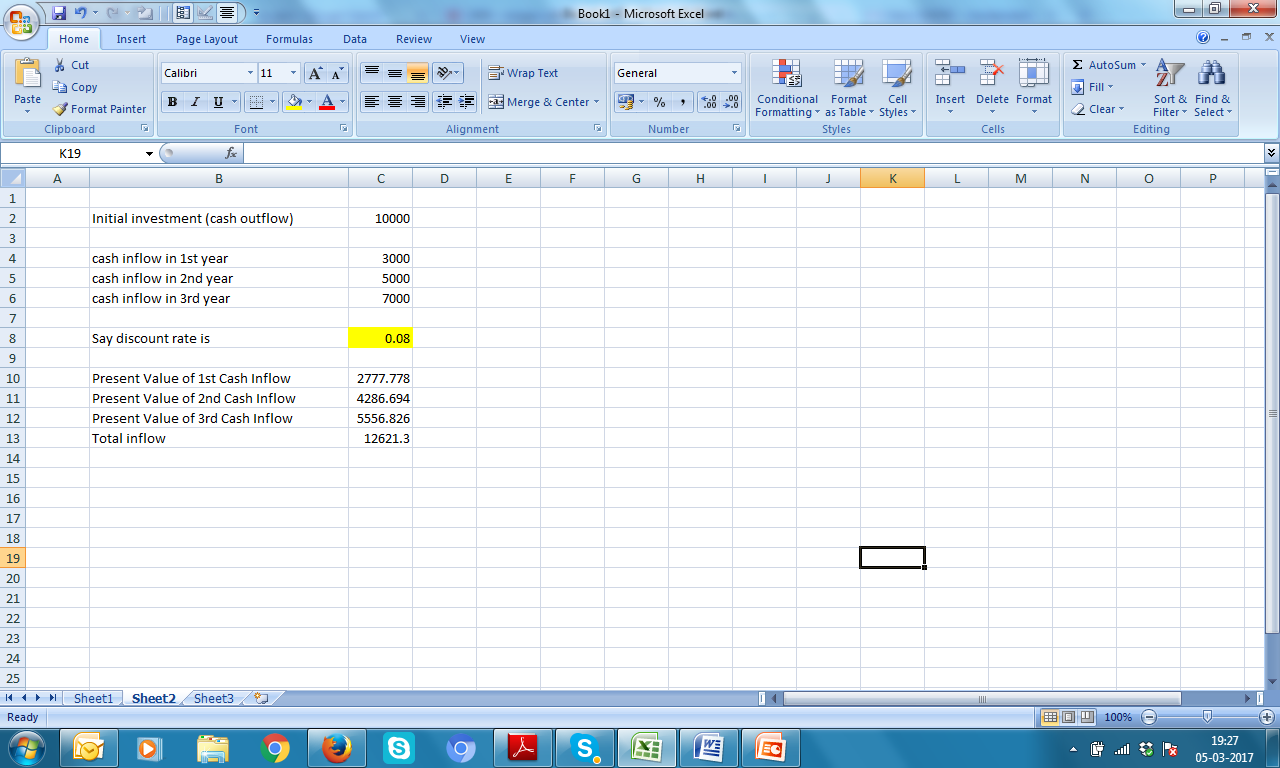 Book1 - Microsoft Excel
Home Insert Page Layout Formulas Data Review View
Paste Cut Copy Format Painter
Calibri 11 A A
B I U A
Wrap Text
Merge & Center
General
% , .0 .00 .00 .0
Conditional Formatting Format as Table Cell Styles
Insert Delete Format
Σ AutoSum Fill Clear Sort & Filter Find & Select
Clipboard Font Alignment Number Styles Cells Editing
K19 fx
A B C D E F G H I J K L M N O P
1
2 Initial investment (cash outflow) 10000
3
4 cash inflow in 1st year 3000
5 cash inflow in 2nd year 5000
6 cash inflow in 3rd year 7000
7
8 Say discount rate is 0.08
9
10 Present Value of 1st Cash Inflow 2777.778
11 Present Value of 2nd Cash Inflow 4286.694
12 Present Value of 3rd Cash Inflow 5556.826
13 Total inflow 12621.3
14
15
16
17
18
19
20
21
22
23
24
25
Sheet1 Sheet2 Sheet3
Ready 100%
19:27
05-03-2017